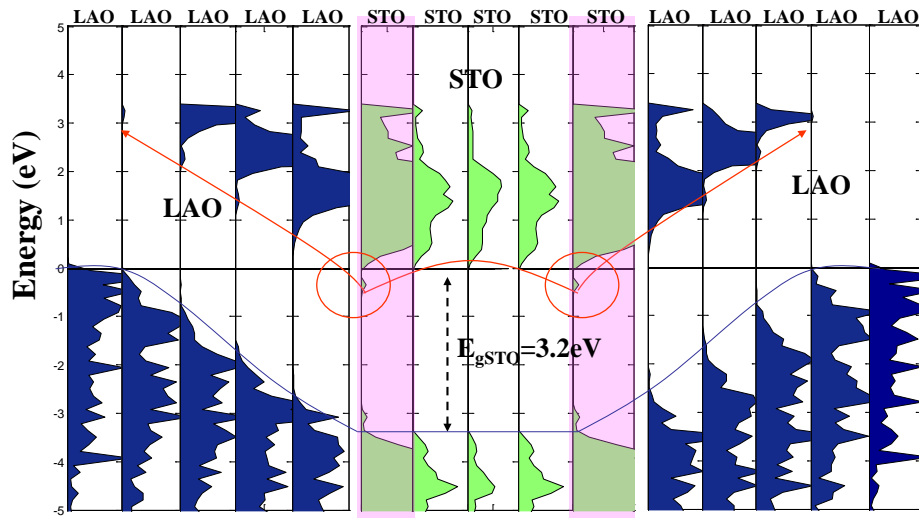 LAO LAO LAO LAO LAO STO STO STO STO STO LAO LAO LAO LAO LAO
5
4
3
2
1
0
-1
-2
-3
-4
-5
Energy (eV)
STO
LAO
LAO
EgSTO=3.2eV